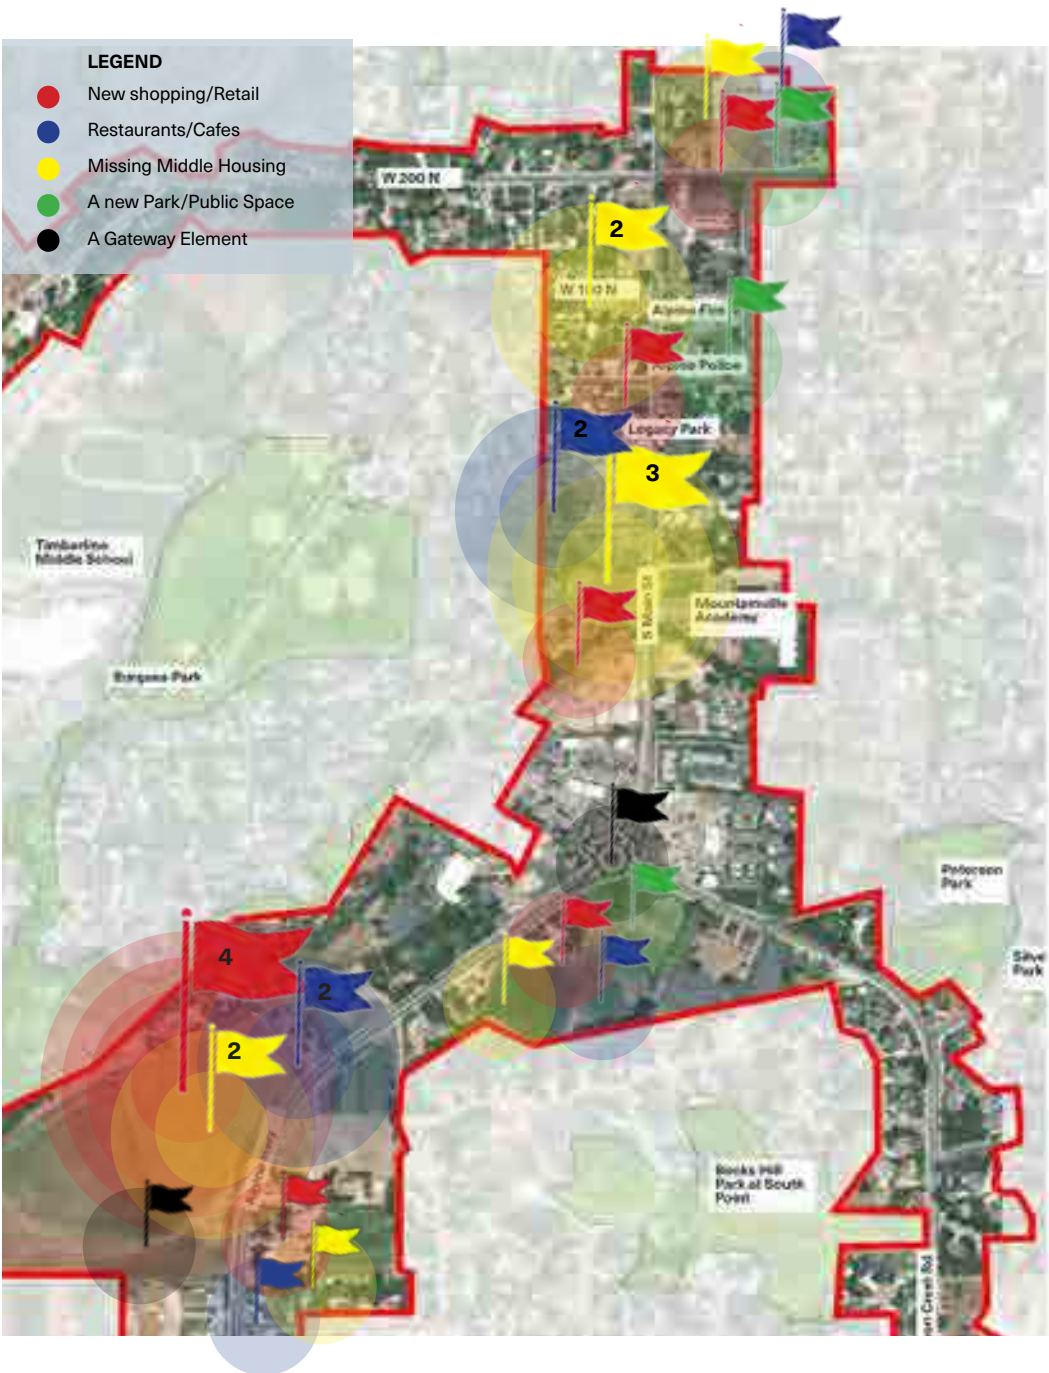 LEGEND
New shopping/Retail
Restaurants/Cafes
Missing Middle Housing
A new Park/Public Space
A Gateway Element
W 200 N
2
W 100 N
Alpine Fire
Alpine Police
2
Legacy Park
3
Timberline
Middle School
S Main St
Mountainville
Academy
Burgess Park
Peterson
Park
4
2
Park
2
Park at South
Point